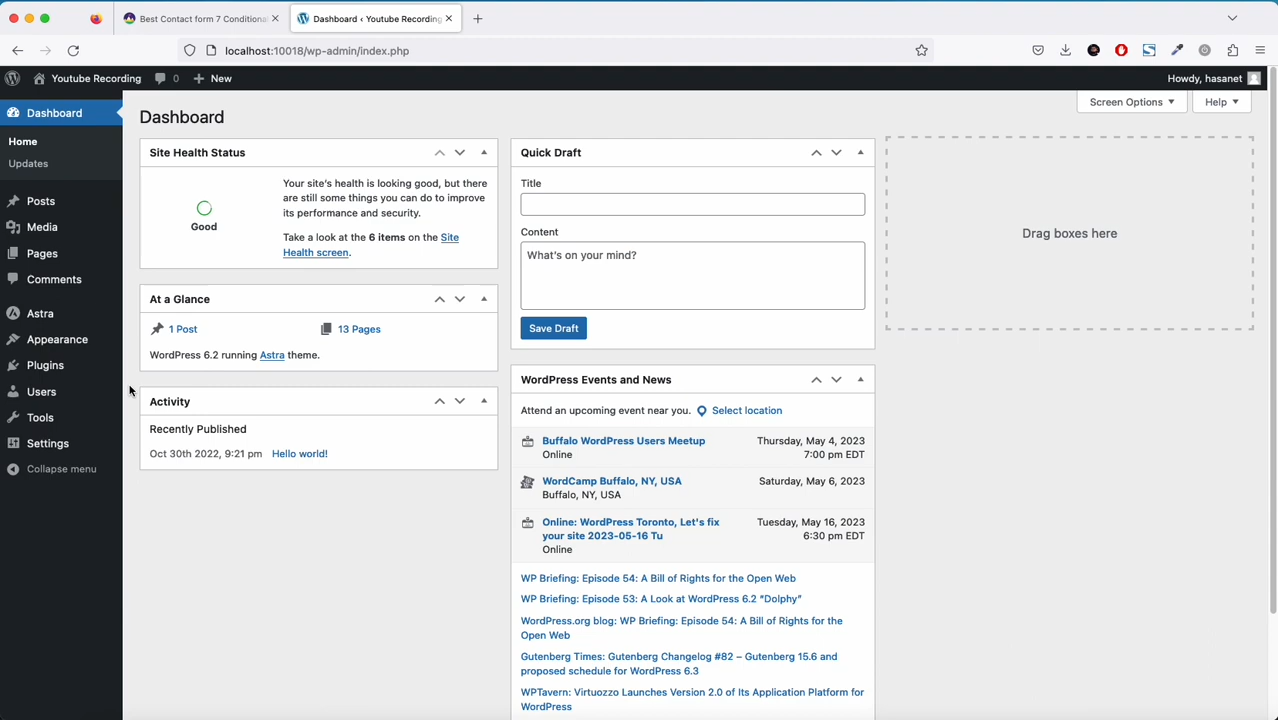 Best Contact form 7 Conditional
Dashboard ‹ Youtube Recording
localhost:10018/wp-admin/index.php
Youtube Recording
0
New
Howdy, hasanet
Dashboard
Home
Updates
Posts
Media
Pages
Comments
Astra
Appearance
Plugins
Users
Tools
Settings
Collapse menu
Screen Options
Help
Dashboard
Site Health Status
Good
Your site's health is looking good, but there
are still some things you can do to improve
its performance and security.
Take a look at the 6 items on the Site
Health screen.
At a Glance
1 Post
13 Pages
WordPress 6.2 running Astra theme.
Activity
Recently Published
Oct 30th 2022, 9:21 pm Hello world!
Quick Draft
Title
Content
What's on your mind?
Save Draft
WordPress Events and News
Attend an upcoming event near you. Select location
Buffalo WordPress Users Meetup
Online
Thursday, May 4, 2023
7:00 pm EDT
WordCamp Buffalo, NY, USA
Buffalo, NY, USA
Saturday, May 6, 2023
Online: WordPress Toronto, Let's fix
your site 2023-05-16 Tu
Online
Tuesday, May 16, 2023
6:30 pm EDT
WP Briefing: Episode 54: A Bill of Rights for the Open Web
WP Briefing: Episode 53: A Look at WordPress 6.2 "Dolphy"
WordPress.org blog: WP Briefing: Episode 54: A Bill of Rights for the
Open Web
Gutenberg Times: Gutenberg Changelog #82 – Gutenberg 15.6 and
proposed schedule for WordPress 6.3
WPTavern: Virtuozzo Launches Version 2.0 of Its Application Platform for
WordPress
Drag boxes here